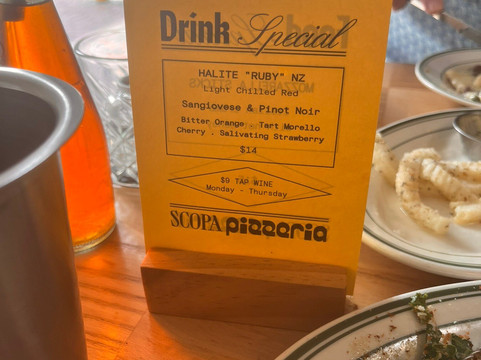 Drink Special
HALITE "RUBY" NZ
Light Chilled Red
Sangiovese & Pinot Noir
Bitter Orange . Tart Morello
Cherry . Salivating Strawberry
$14
$9 TAP WINE
Monday - Thursday
SCOPA pizzeria